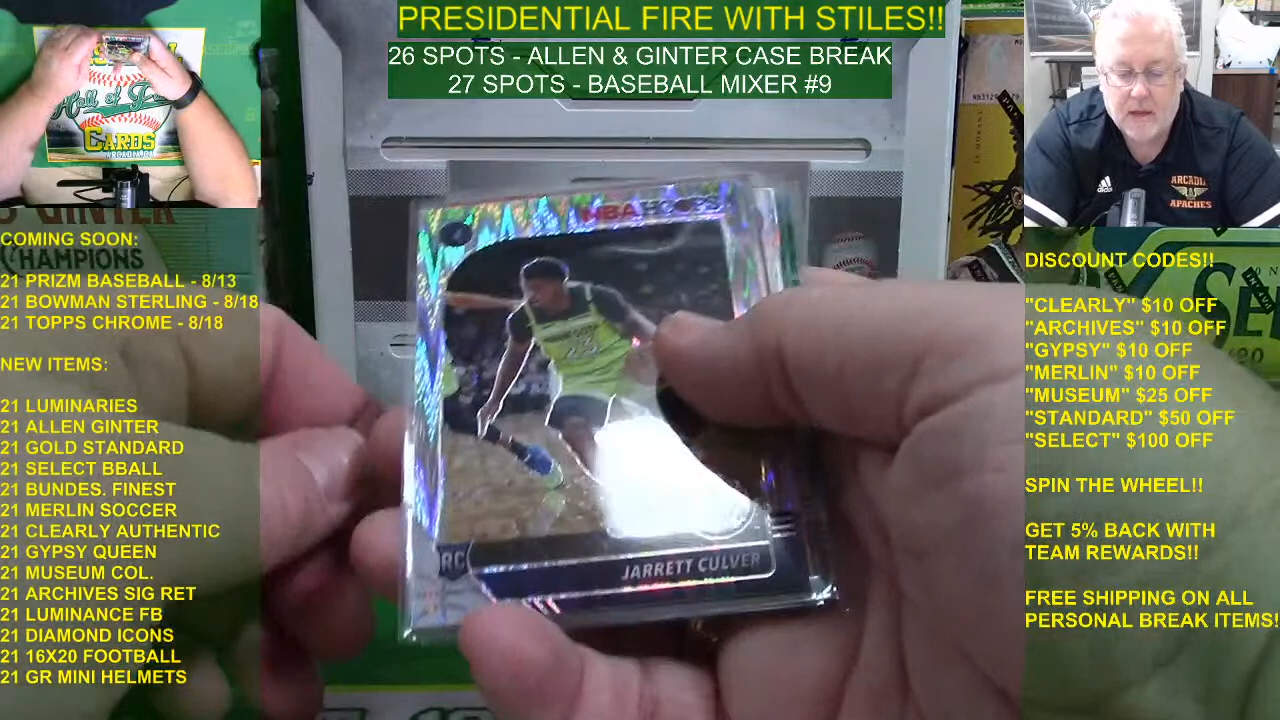 PRESIDENTIAL FIRE WITH STILES!!
26 SPOTS - ALLEN & GINTER CASE BREAK
27 SPOTS - BASEBALL MIXER #9
Hall of Fame
CARDS
GINTER
CHAMPIONS
COMING SOON:
21 PRIZM BASEBALL - 8/13
21 BOWMAN STERLING - 8/18
21 TOPPS CHROME - 8/18
NEW ITEMS:
21 LUMINARIES
21 ALLEN GINTER
21 GOLD STANDARD
21 SELECT BBALL
21 BUNDES. FINEST
21 MERLIN SOCCER
21 CLEARLY AUTHENTIC
21 GYPSY QUEEN
21 MUSEUM COL.
21 ARCHIVES SIG RET
21 LUMINANCE FB
21 DIAMOND ICONS
21 16X20 FOOTBALL
21 GR MINI HELMETS
NBA HOOPS
RC
JARRETT CULVER
adidas
ARCADIA
APACHES
DISCOUNT CODES!!
"CLEARLY" $10 OFF
"ARCHIVES" $10 OFF
"GYPSY" $10 OFF
"MERLIN" $10 OFF
"MUSEUM" $25 OFF
"STANDARD" $50 OFF
"SELECT" $100 OFF
SPIN THE WHEEL!!
GET 5% BACK WITH
TEAM REWARDS!!
FREE SHIPPING ON ALL
PERSONAL BREAK ITEMS!